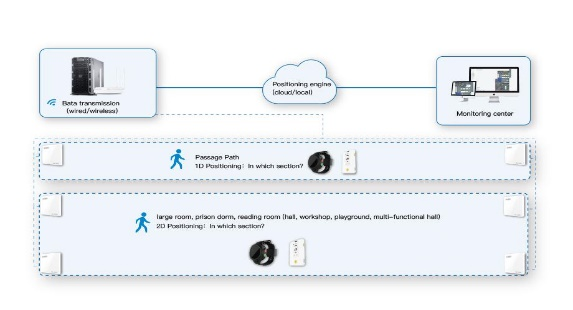 Positioning engine
(cloud/local)
Bata transmission
(wired/wireless)
Monitoring center
Passage Path
1D Positioning: In which section?
large room, prison dorm, reading room (hall, workshop, playground, multi-functional hall)
2D Positioning: In which section?